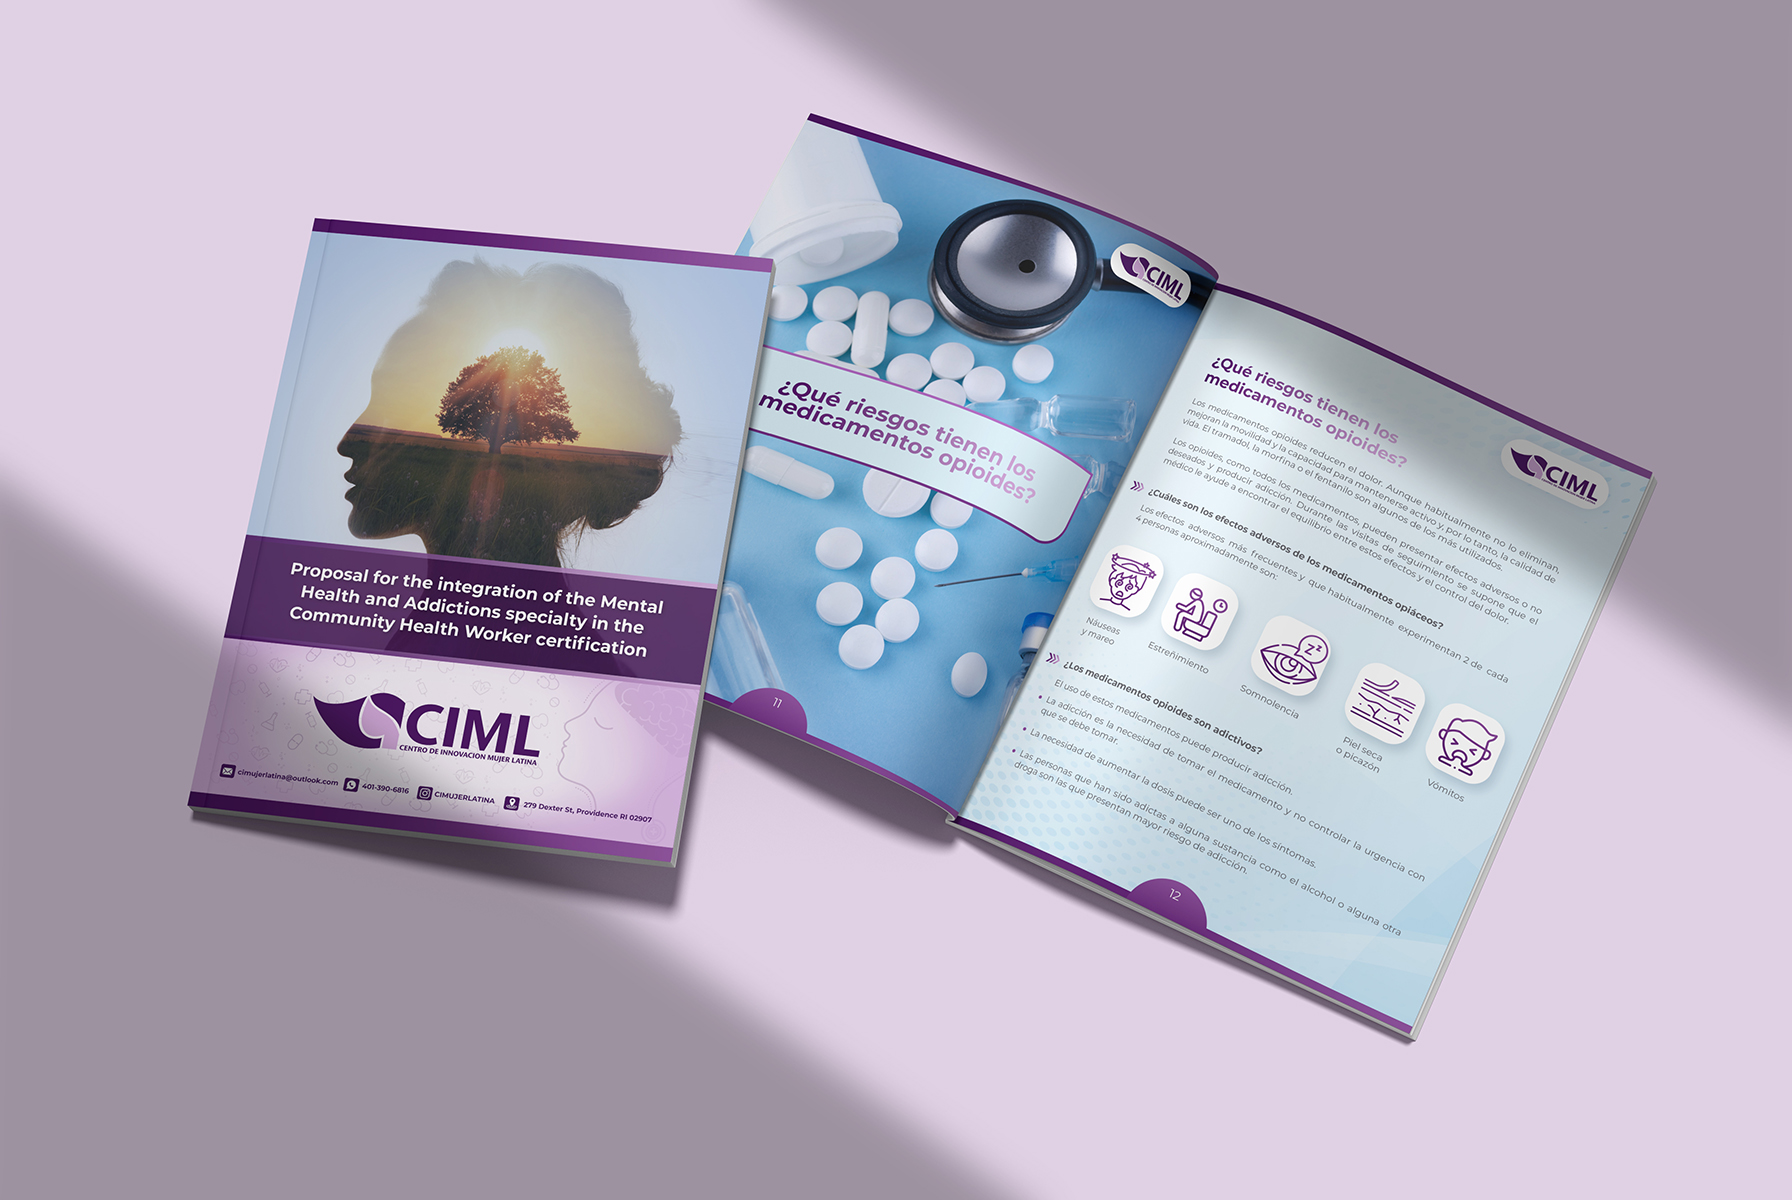 Proposal for the integration of the Mental
Health and Addictions specialty in the
Community Health Worker certification
CIML
CENTRO DE INNOVACION MUJER LATINA
cimujerlatina@outlook.com
401-390-6816
CIMUJERLATINA
279 Dexter St, Providence RI 02907
CIML
¿Qué riesgos tienen los
medicamentos opioides?
11
CIML
¿Qué riesgos tienen los
medicamentos opioides?
Los medicamentos opioides reducen el dolor. Aunque habitualmente no lo eliminan,
mejoran la movilidad y la capacidad para mantenerse activo y, por lo tanto, la calidad de
vida. El tramadol, la morfina o el fentanilo son algunos de los más utilizados.
Los opioides, como todos los medicamentos, pueden presentar efectos adversos o no
deseados y producir adicción. Durante las visitas de seguimiento se supone que el
médico le ayude a encontrar el equilibrio entre estos efectos y el control del dolor.
¿Cuáles son los efectos adversos de los medicamentos opiáceos?
Los efectos adversos más frecuentes y que habitualmente experimentan 2 de cada
4 personas aproximadamente son:
Náuseas
y mareo
Estreñimiento
Somnolencia
Piel seca
o picazón
Vómitos
¿Los medicamentos opioides son adictivos?
El uso de estos medicamentos puede producir adicción.
• La adicción es la necesidad de tomar el medicamento y no controlar la urgencia con
que se debe tomar.
• La necesidad de aumentar la dosis puede ser uno de los síntomas.
• Las personas que han sido adictas a alguna sustancia como el alcohol o alguna otra
droga son las que presentan mayor riesgo de adicción.
12